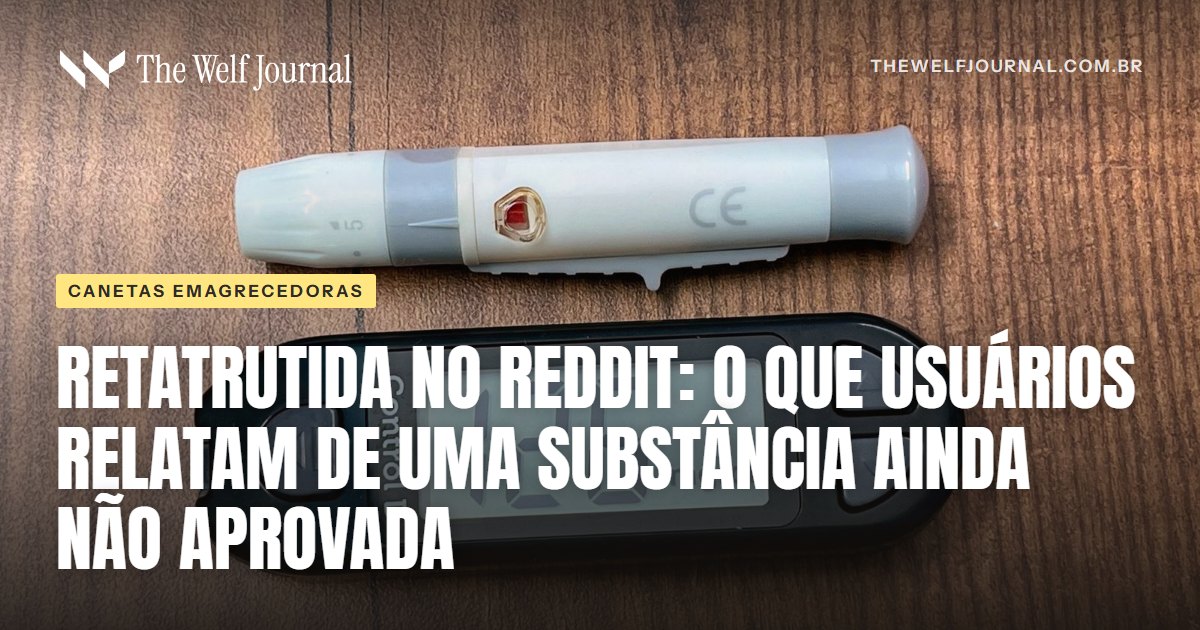 The Welf Journal
THEWELFJOURNAL.COM.BR
5
CE
CANETAS EMAGRECEDORAS
RETATRUTIDA NO REDDIT: O QUE USUÁRIOS
RELATAM DE UMA SUBSTÂNCIA AINDA
NÃO APROVADA